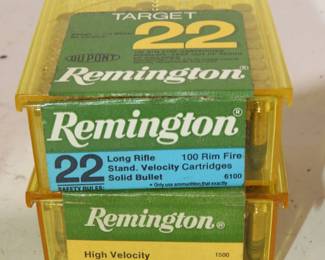 TARGET
22
DU PONT
Remington®
Remington®
22 Long Rifle 100 Rim Fire
Stand. Velocity Cartridges
Solid Bullet 6100
SAFETY RULES: • Only use ammunition that exactly
Remington®
High Velocity 1500